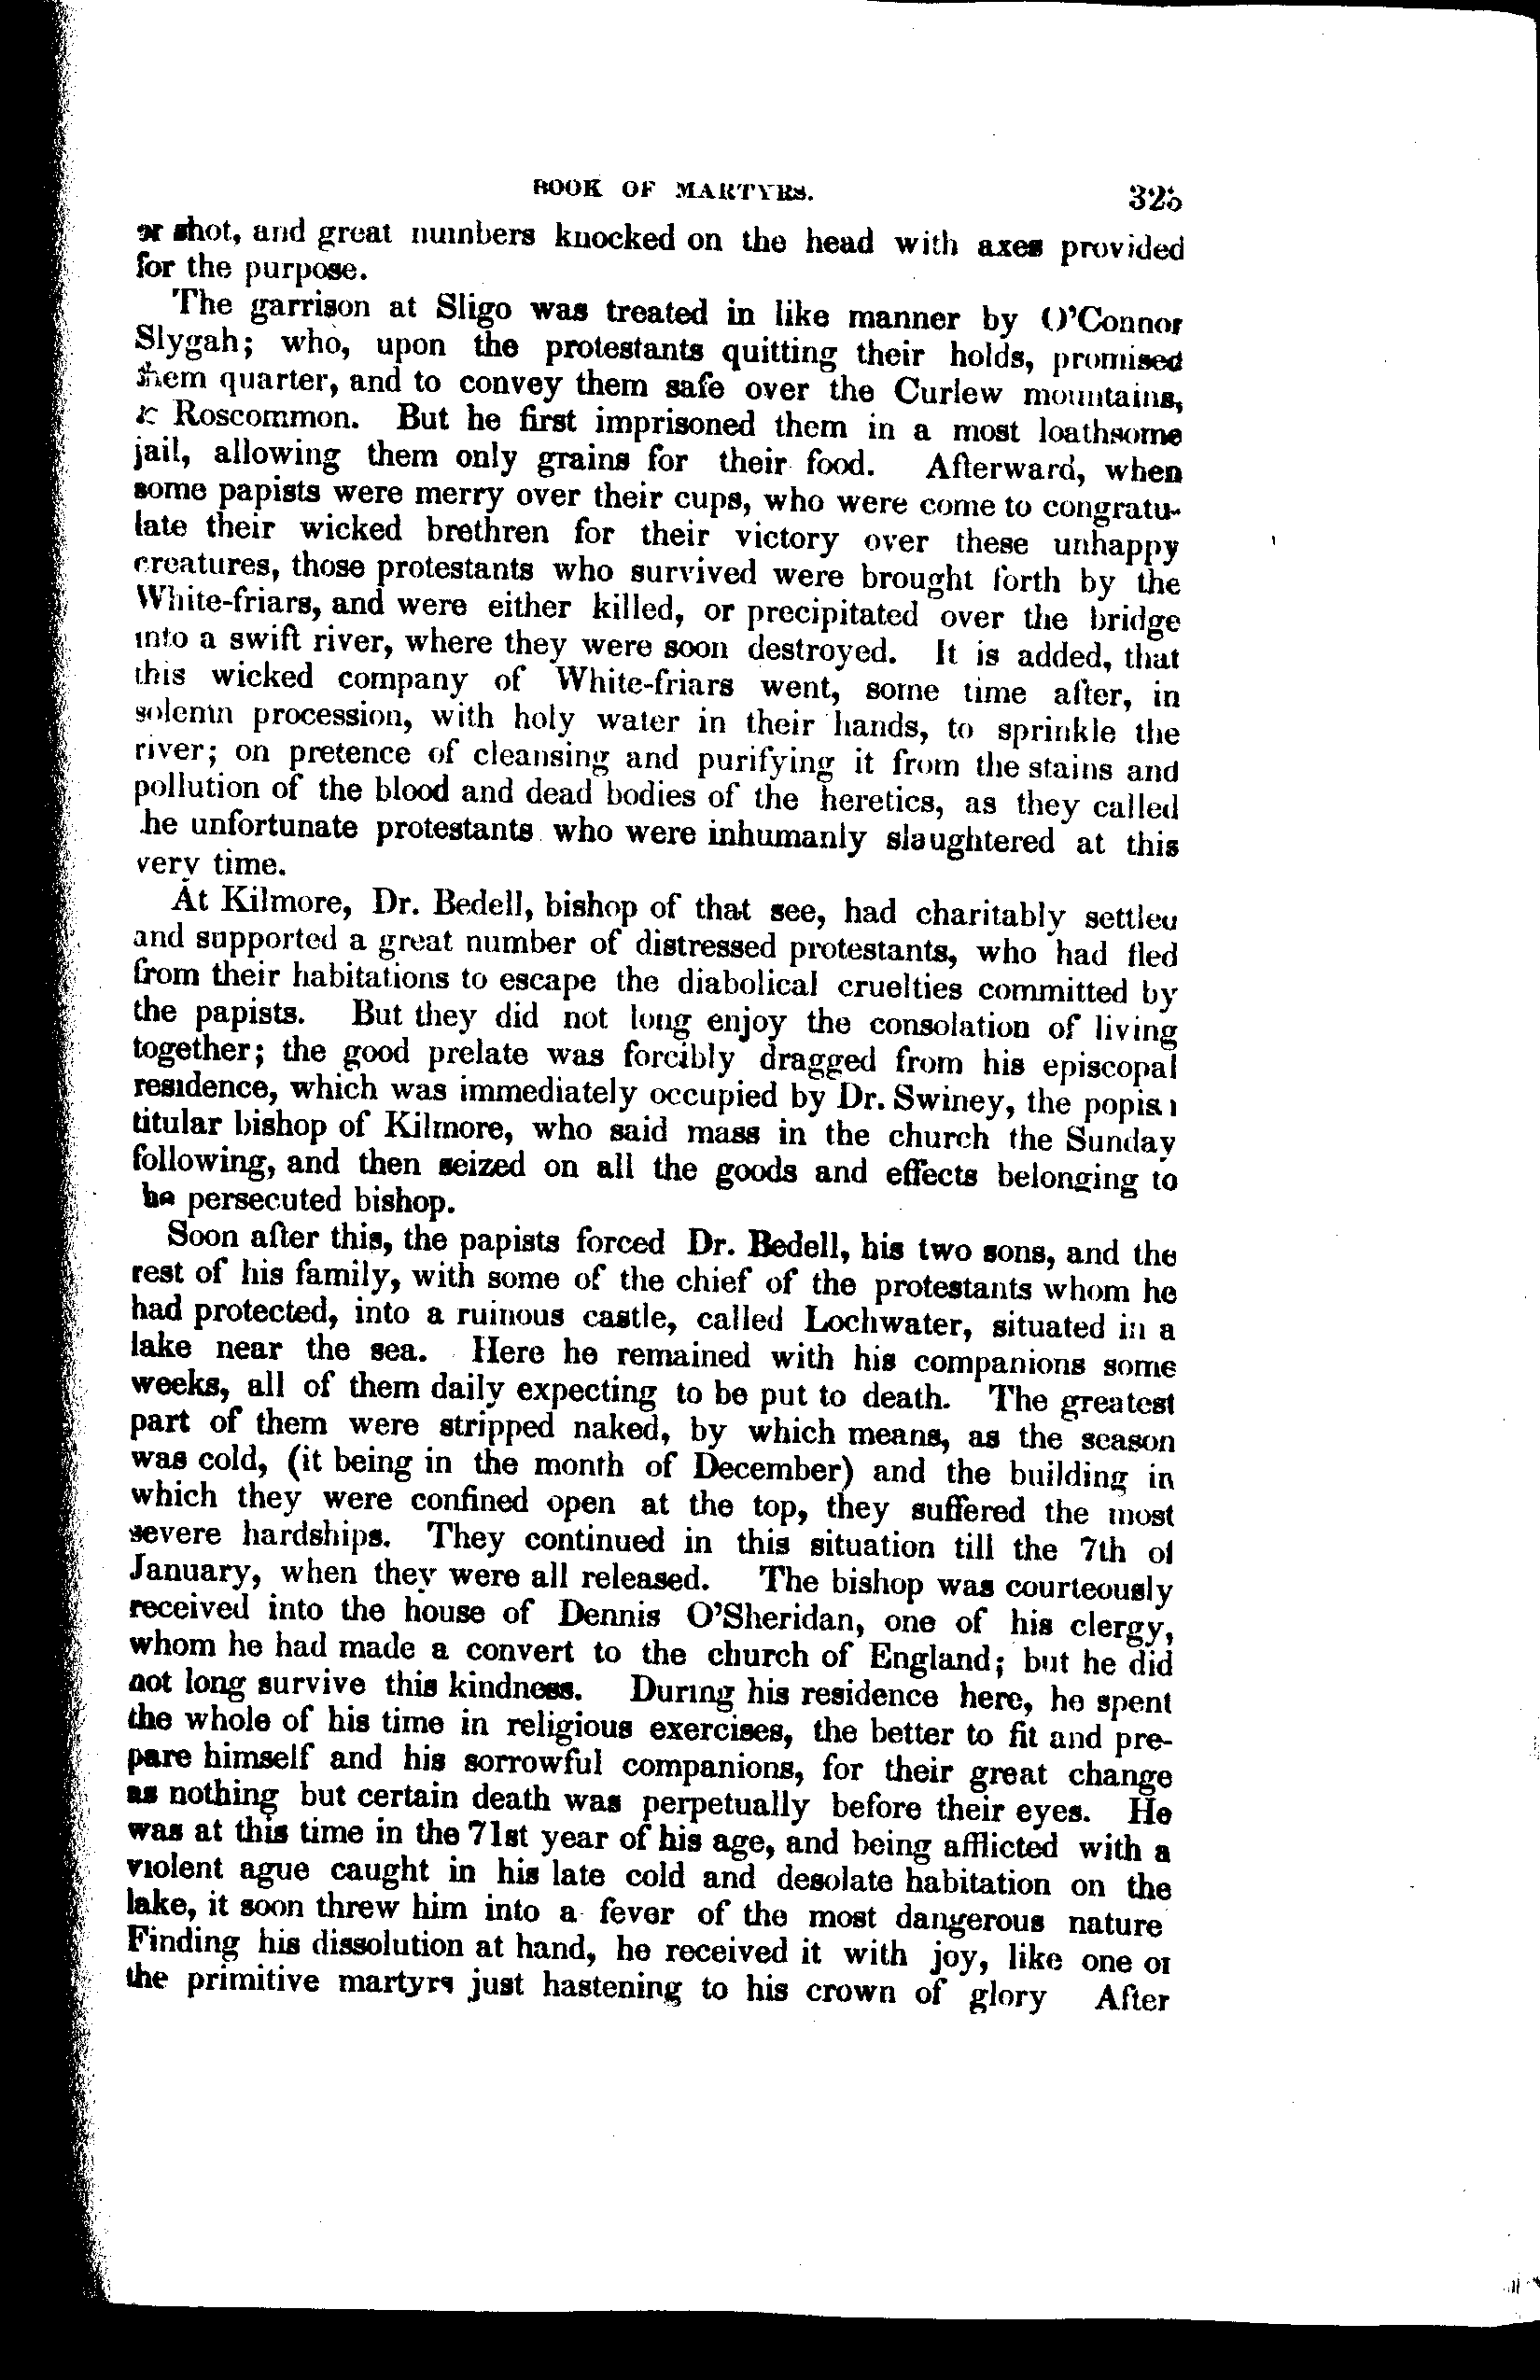 BOOK OF MARTYRS. 325
or shot, and great numbers knocked on the head with axes provided
for the purpose.
The garrison at Sligo was treated in like manner by O'Connor
Slygah; who, upon the protestants quitting their holds, promised
them quarter, and to convey them safe over the Curlew mountains,
Roscommon. But he first imprisoned them in a most loathsome
jail, allowing them only grains for their food. Afterward, when
some papists were merry over their cups, who were come to congratu-
late their wicked brethren for their victory over these unhappy
creatures, those protestants who survived were brought forth by the
White-friars, and were either killed, or precipitated over the bridge
into a swift river, where they were soon destroyed. It is added, that
this wicked company of White-friars went, some time after, in
solemn procession, with holy water in their hands, to sprinkle the
river; on pretence of cleansing and purifying it from the stains and
pollution of the blood and dead bodies of the heretics, as they called
he unfortunate protestants who were inhumanly slaughtered at this
very time.
At Kilmore, Dr. Bedell, bishop of that see, had charitably settled
and supported a great number of distressed protestants, who had fled
from their habitations to escape the diabolical cruelties committed by
the papists. But they did not long enjoy the consolation of living
together; the good prelate was forcibly dragged from his episcopal
residence, which was immediately occupied by Dr. Swiney, the popish
titular bishop of Kilmore, who said mass in the church the Sunday
following, and then seized on all the goods and effects belonging to
he persecuted bishop.
Soon after this, the papists forced Dr. Bedell, his two sons, and the
rest of his family, with some of the chief of the protestants whom he
had protected, into a ruinous castle, called Lochwater, situated in a
lake near the sea. Here he remained with his companions some
weeks, all of them daily expecting to be put to death. The greatest
part of them were stripped naked, by which means, as the season
was cold, (it being in the month of December) and the building in
which they were confined open at the top, they suffered the most
severe hardships. They continued in this situation till the 7th of
January, when they were all released. The bishop was courteously
received into the house of Dennis O'Sheridan, one of his clergy,
whom he had made a convert to the church of England; but he did
not long survive this kindness. During his residence here, he spent
the whole of his time in religious exercises, the better to fit and pre-
pare himself and his sorrowful companions, for their great change
as nothing but certain death was perpetually before their eyes. He
was at this time in the 71st year of his age, and being afflicted with a
violent ague caught in his late cold and desolate habitation on the
lake, it soon threw him into a fever of the most dangerous nature
Finding his dissolution at hand, he received it with joy, like one of
the primitive martyrs just hastening to his crown of glory After